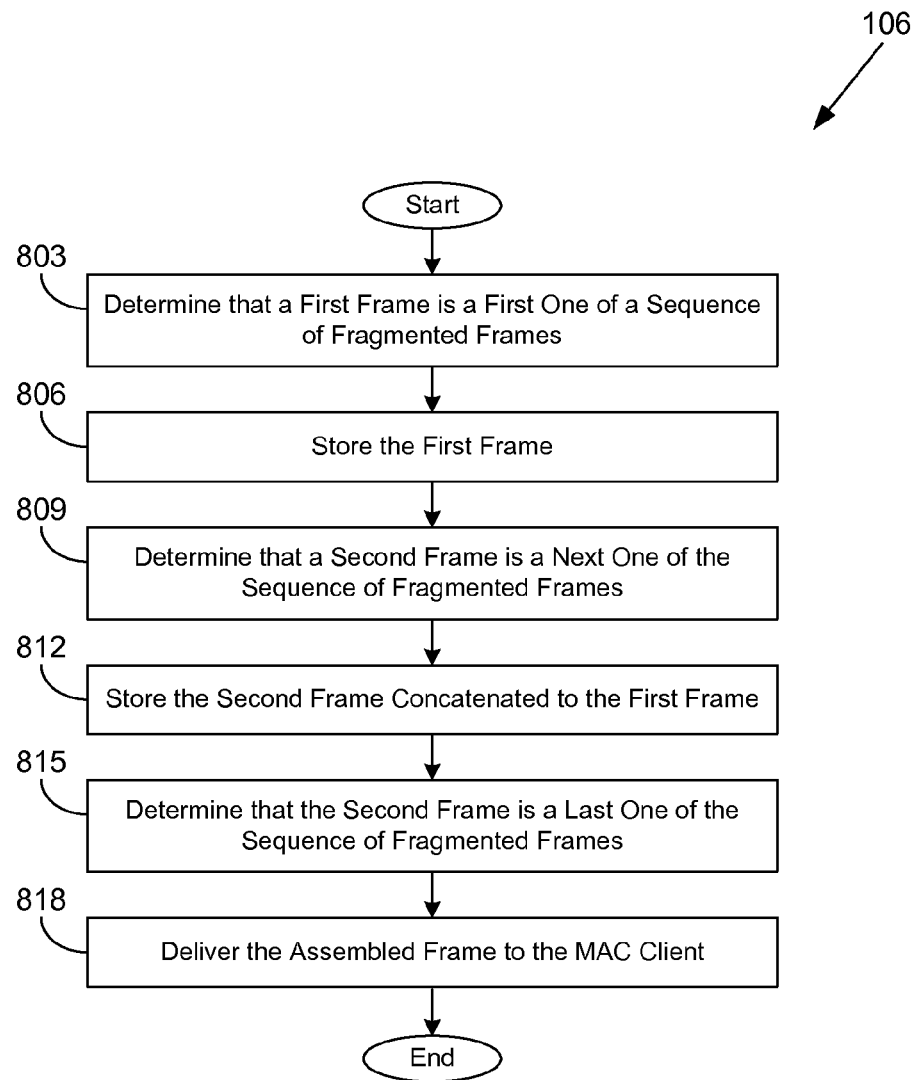 106
Start
803
Determine that a First Frame is a First One of a Sequence
of Fragmented Frames
806
Store the First Frame
809
Determine that a Second Frame is a Next One of the
Sequence of Fragmented Frames
812
Store the Second Frame Concatenated to the First Frame
815
Determine that the Second Frame is a Last One of the
Sequence of Fragmented Frames
818
Deliver the Assembled Frame to the MAC Client
End